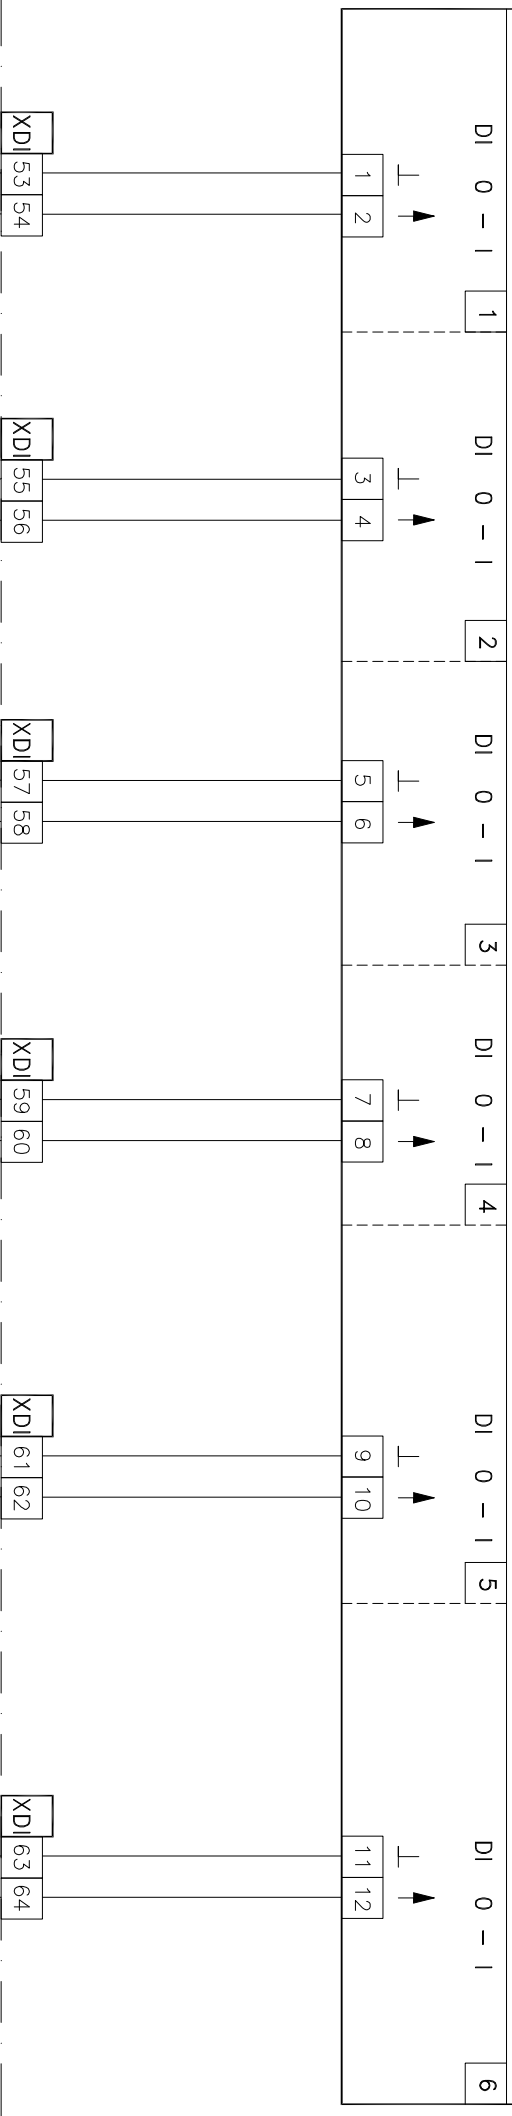 DI 0 – I
1
1 2
XDI 53 54
DI 0 – I
2
3 4
XDI 55 56
DI 0 – I
3
5 6
XDI 57 58
DI 0 – I
4
7 8
XDI 59 60
DI 0 – I
5
9 10
XDI 61 62
DI 0 – I
6
11 12
XDI 63 64